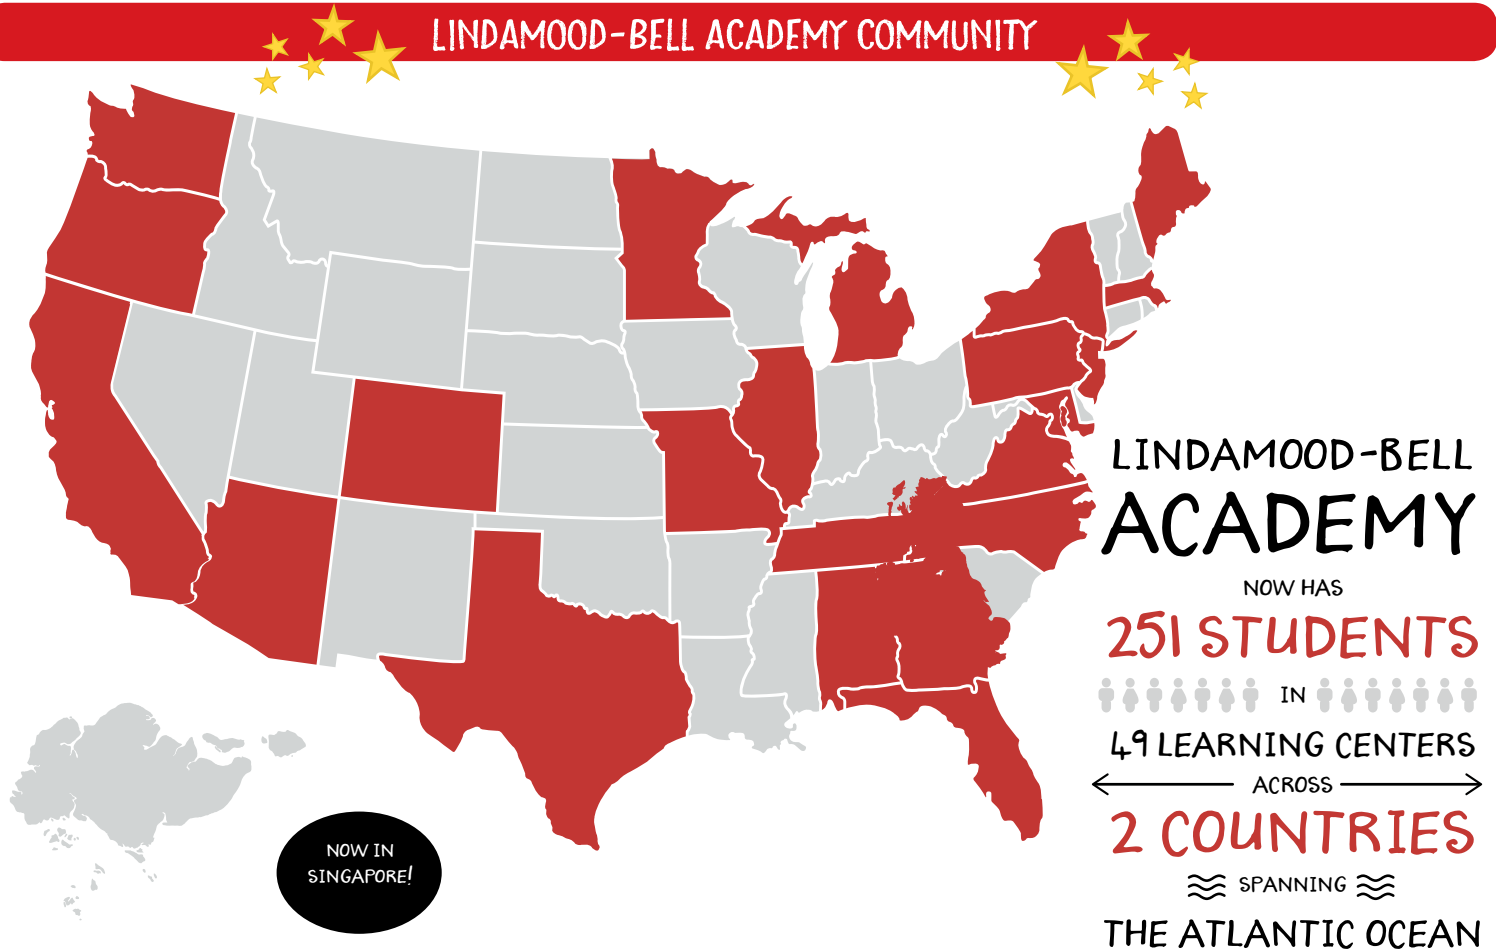 LINDAMOOD-BELL ACADEMY COMMUNITY
LINDAMOOD-BELL
ACADEMY
NOW HAS
251 STUDENTS
IN
49 LEARNING CENTERS
ACROSS
2 COUNTRIES
SPANNING
THE ATLANTIC OCEAN
NOW IN
SINGAPORE!